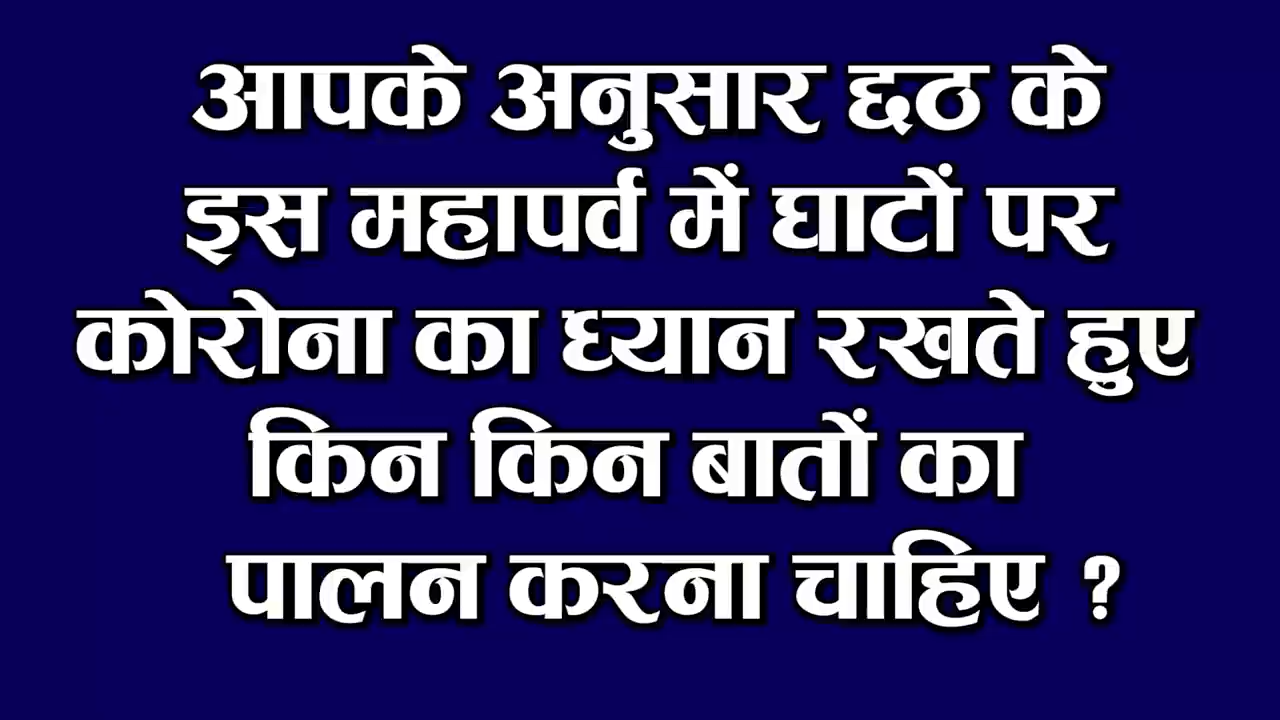 आपके अनुसार छठ के
इस महापर्व में घाटों पर
कोरोना का ध्यान रखते हुए
किन किन बातों का
पालन करना चाहिए ?